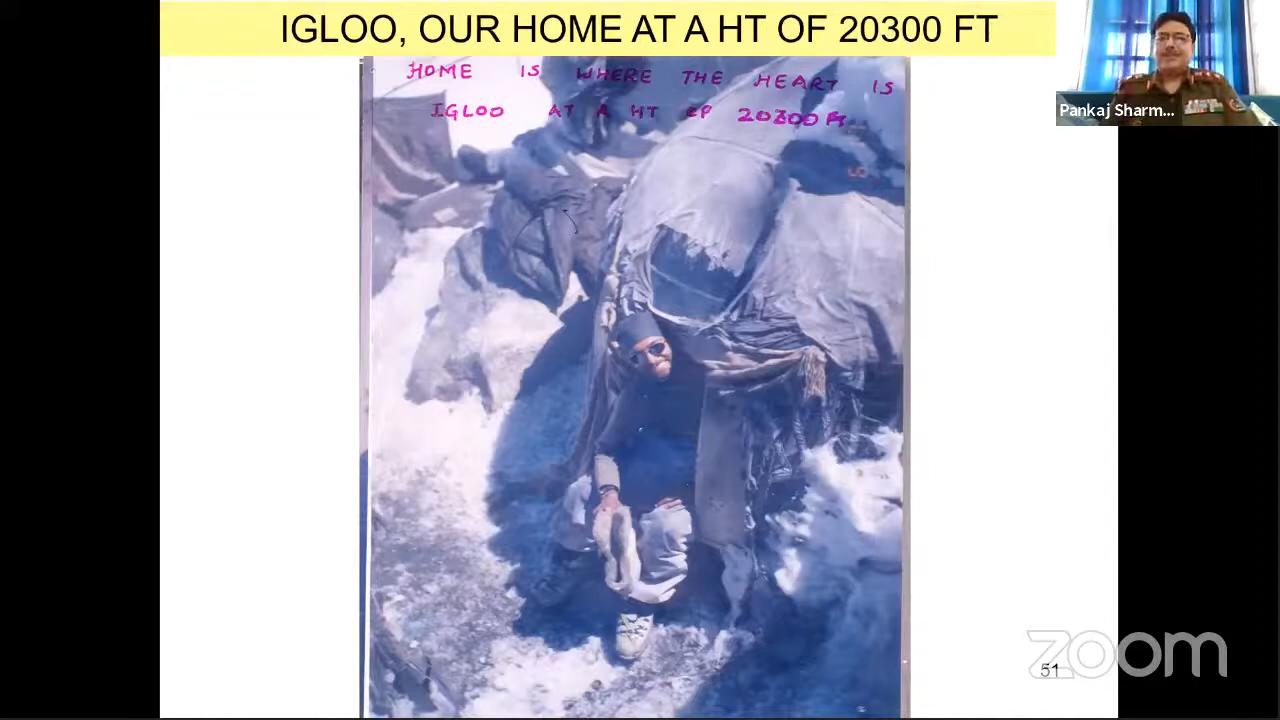 IGLOO, OUR HOME AT A HT OF 20300 FT
HOME IS WHERE THE HEART IS
IGLOO AT A HT OF 20300 Ft
Pankaj Sharm...
zoom
51